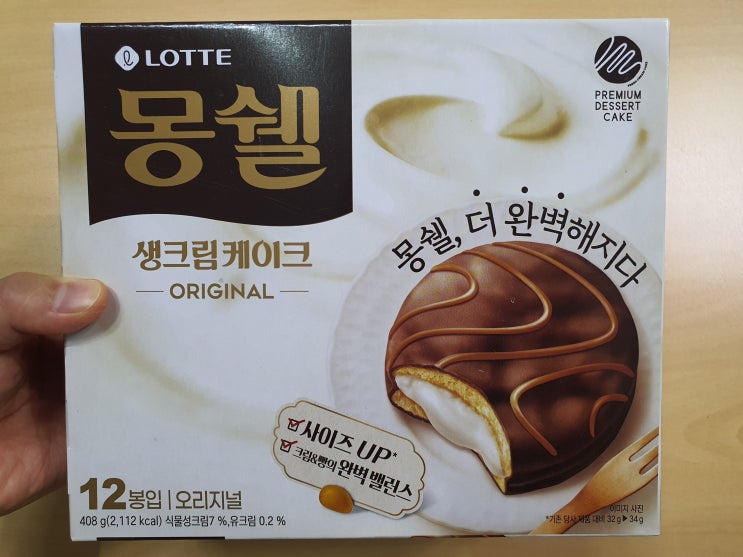 LOTTE
몽쉘
생크림케이크
ORIGINAL
PREMIUM
DESSERT
CAKE
몽쉘, 더 완벽해지다
사이즈 UP*
크림&빵의 완벽 밸런스
12봉입 | 오리지널
408 g(2,112 kcal) 식물성크림7 %,유크림 0.2 %
이미지 사진
*기존 당사 제품 대비 32g▶34g